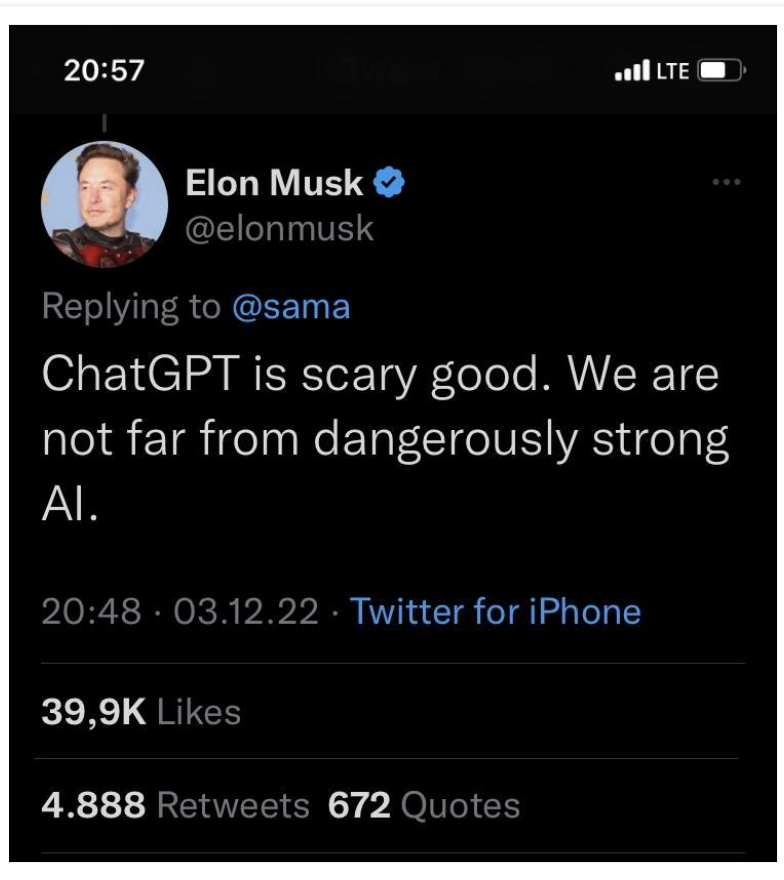 20:57 LTE
Elon Musk
@elonmusk
Replying to @sama
ChatGPT is scary good. We are
not far from dangerously strong
AI.
20:48 · 03.12.22 · Twitter for iPhone
39,9K Likes
4.888 Retweets 672 Quotes